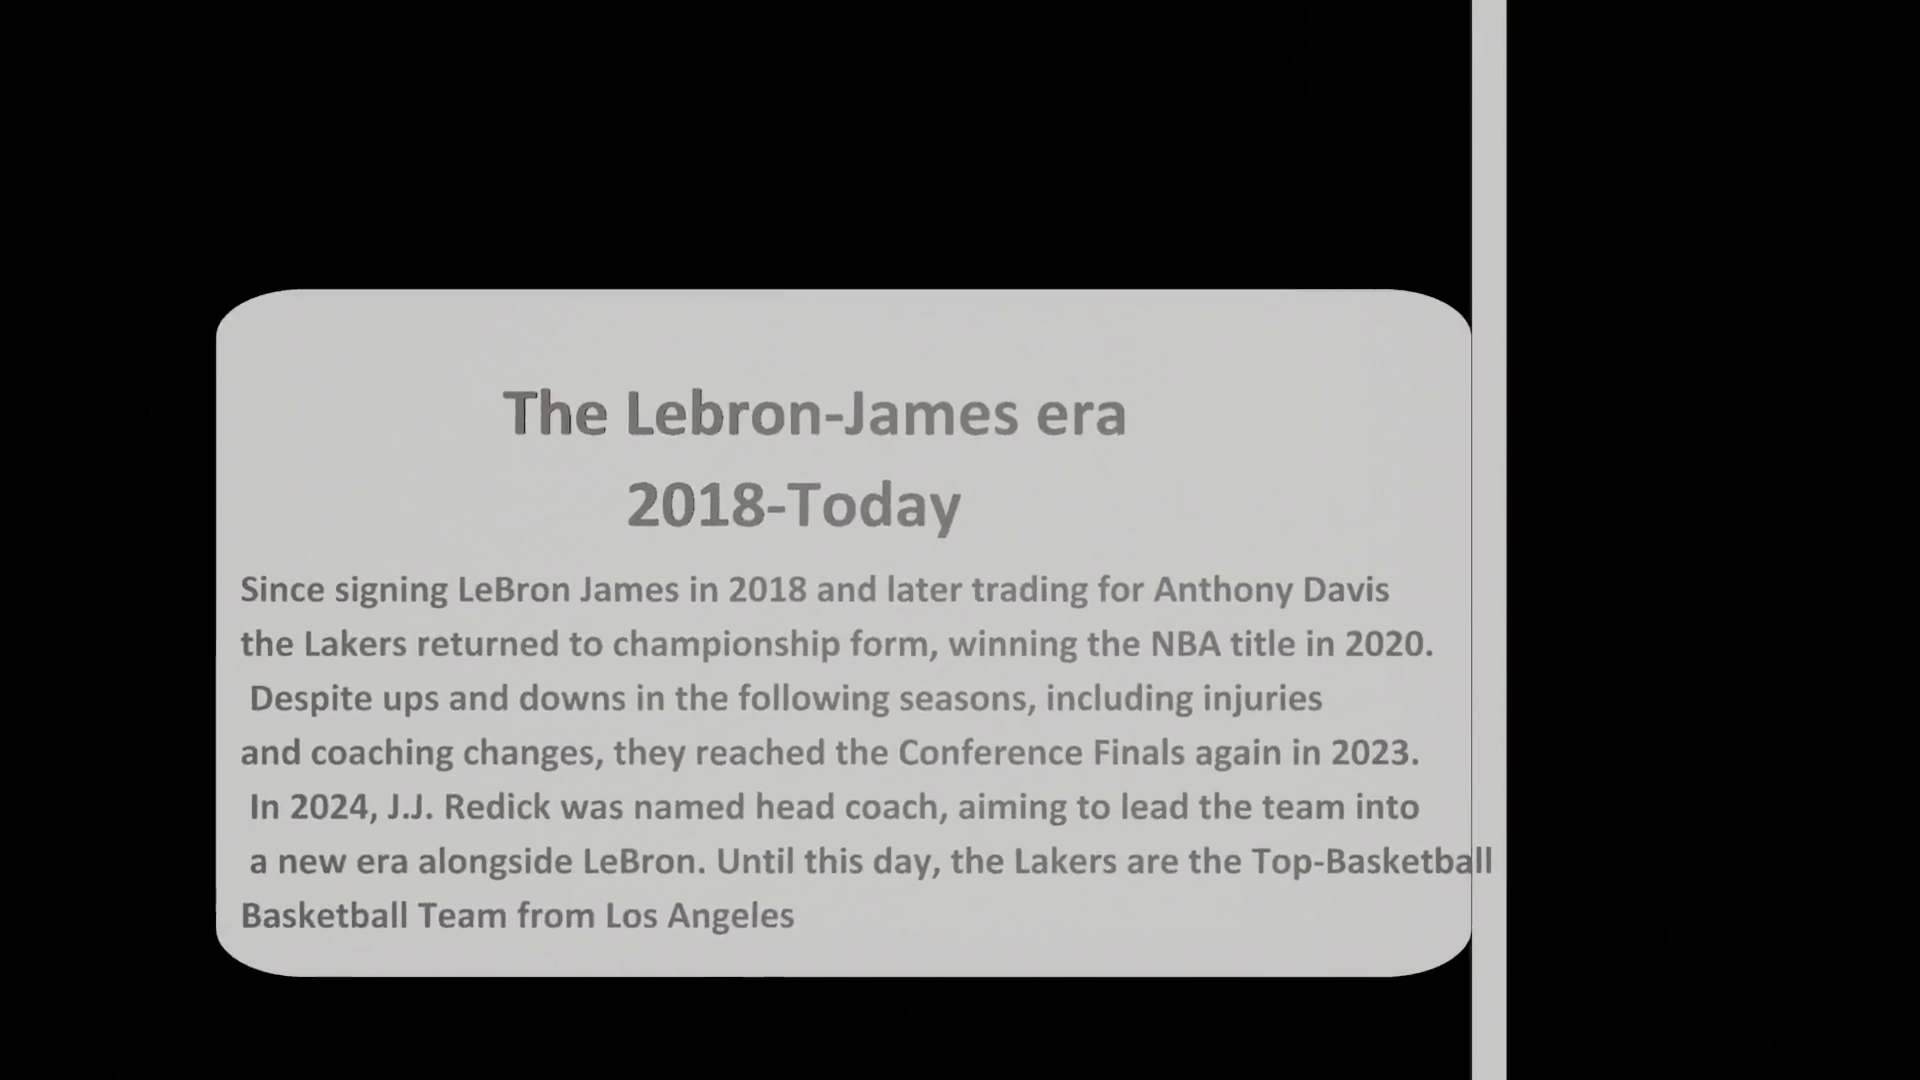 The Lebron-James era
2018-Today
Since signing LeBron James in 2018 and later trading for Anthony Davis
the Lakers returned to championship form, winning the NBA title in 2020.
Despite ups and downs in the following seasons, including injuries
and coaching changes, they reached the Conference Finals again in 2023.
In 2024, J.J. Redick was named head coach, aiming to lead the team into
a new era alongside LeBron. Until this day, the Lakers are the Top-Basketball
Basketball Team from Los Angeles